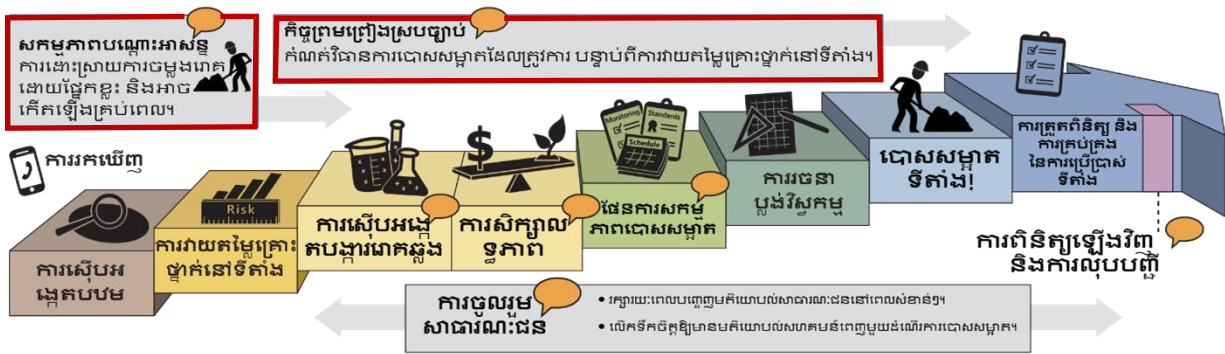 សកម្មភាពបណ្តោះអាសន្ន
ការដោះស្រាយការចម្លងរោគ
ដោយផ្នែកខ្លះ និងអាច
កើតឡើងគ្រប់ពេល។
កិច្ចព្រមព្រៀងស្របច្បាប់
កំណត់វិធានការបោសសម្អាតដែលត្រូវការ បន្ទាប់ពីការវាយតម្លៃគ្រោះថ្នាក់នៅទីតាំង។
ការរកឃើញ
ការស៊ើបអ
ង្កេតបឋម
Risk
ការវាយតម្លៃគ្រោះ
ថ្នាក់នៅទីតាំង
ការស៊ើបអង្កេ
តបង្ការរោគឆ្លង
$
ការសិក្សាល
ទ្ធភាព
Monitoring
Standards
Schedule
ផែនការសកម្ម
ភាពបោសសម្អាត
ការរចនា
ប្លង់វិស្វកម្ម
បោសសម្អាត
ទីតាំង!
ការត្រួតពិនិត្យ និង
ការគ្រប់គ្រង
នៃការប្រើប្រាស់
ទីតាំង
ការពិនិត្យឡើងវិញ
និងការលុបបញ្ជី
ការចូលរួម
សាធារណៈជន
• រក្សារយៈពេលបញ្ចេញមតិយោបល់សាធារណៈជននៅពេលសំខាន់ៗ។
• លើកទឹកចិត្តឱ្យមានមតិយោបល់សហគមន៍ពេញមួយដំណើរការបោសសម្អាត។